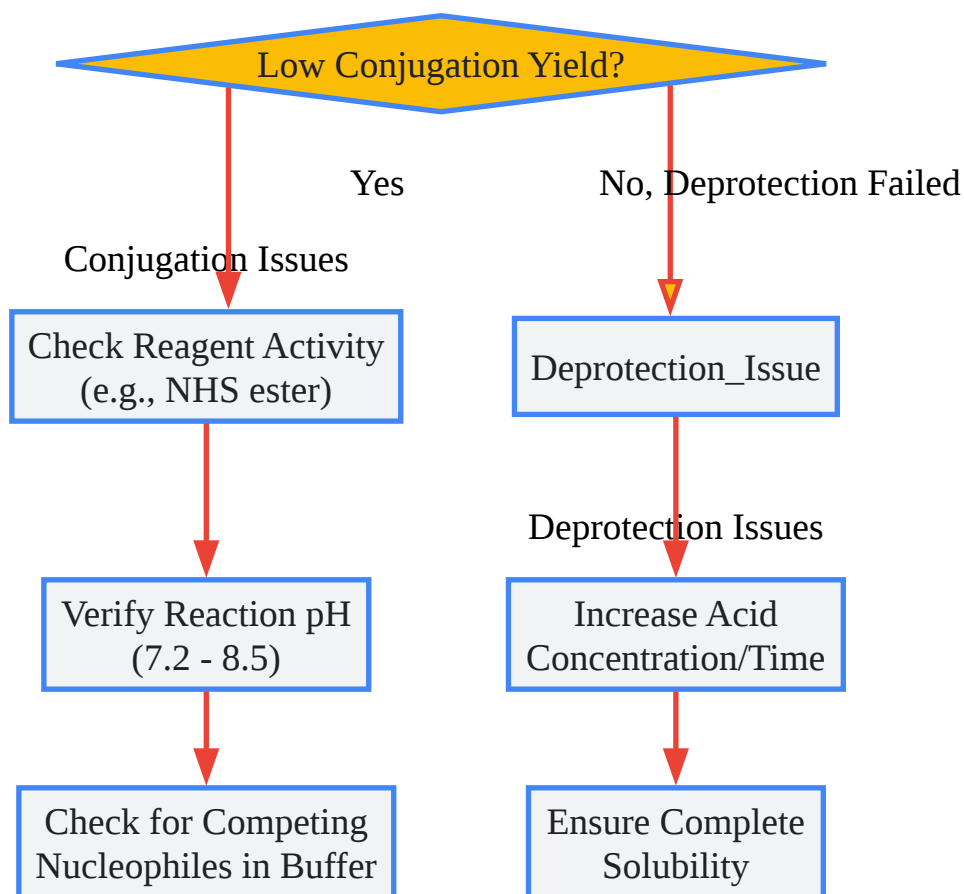 Low Conjugation Yield?
Yes
No, Deprotection Failed
Conjugation Issues
Check Reagent Activity
(e.g., NHS ester)
Deprotection_Issue
Deprotection Issues
Verify Reaction pH
(7.2 - 8.5)
Increase Acid
Concentration/Time
Check for Competing
Nucleophiles in Buffer
Ensure Complete
Solubility